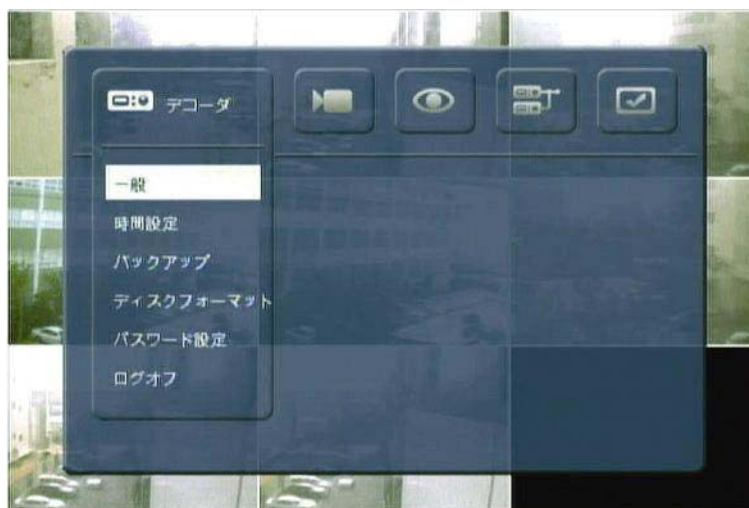 デコーダ
一般
時間設定
バックアップ
ディスクフォーマット
パスワード設定
ログオフ